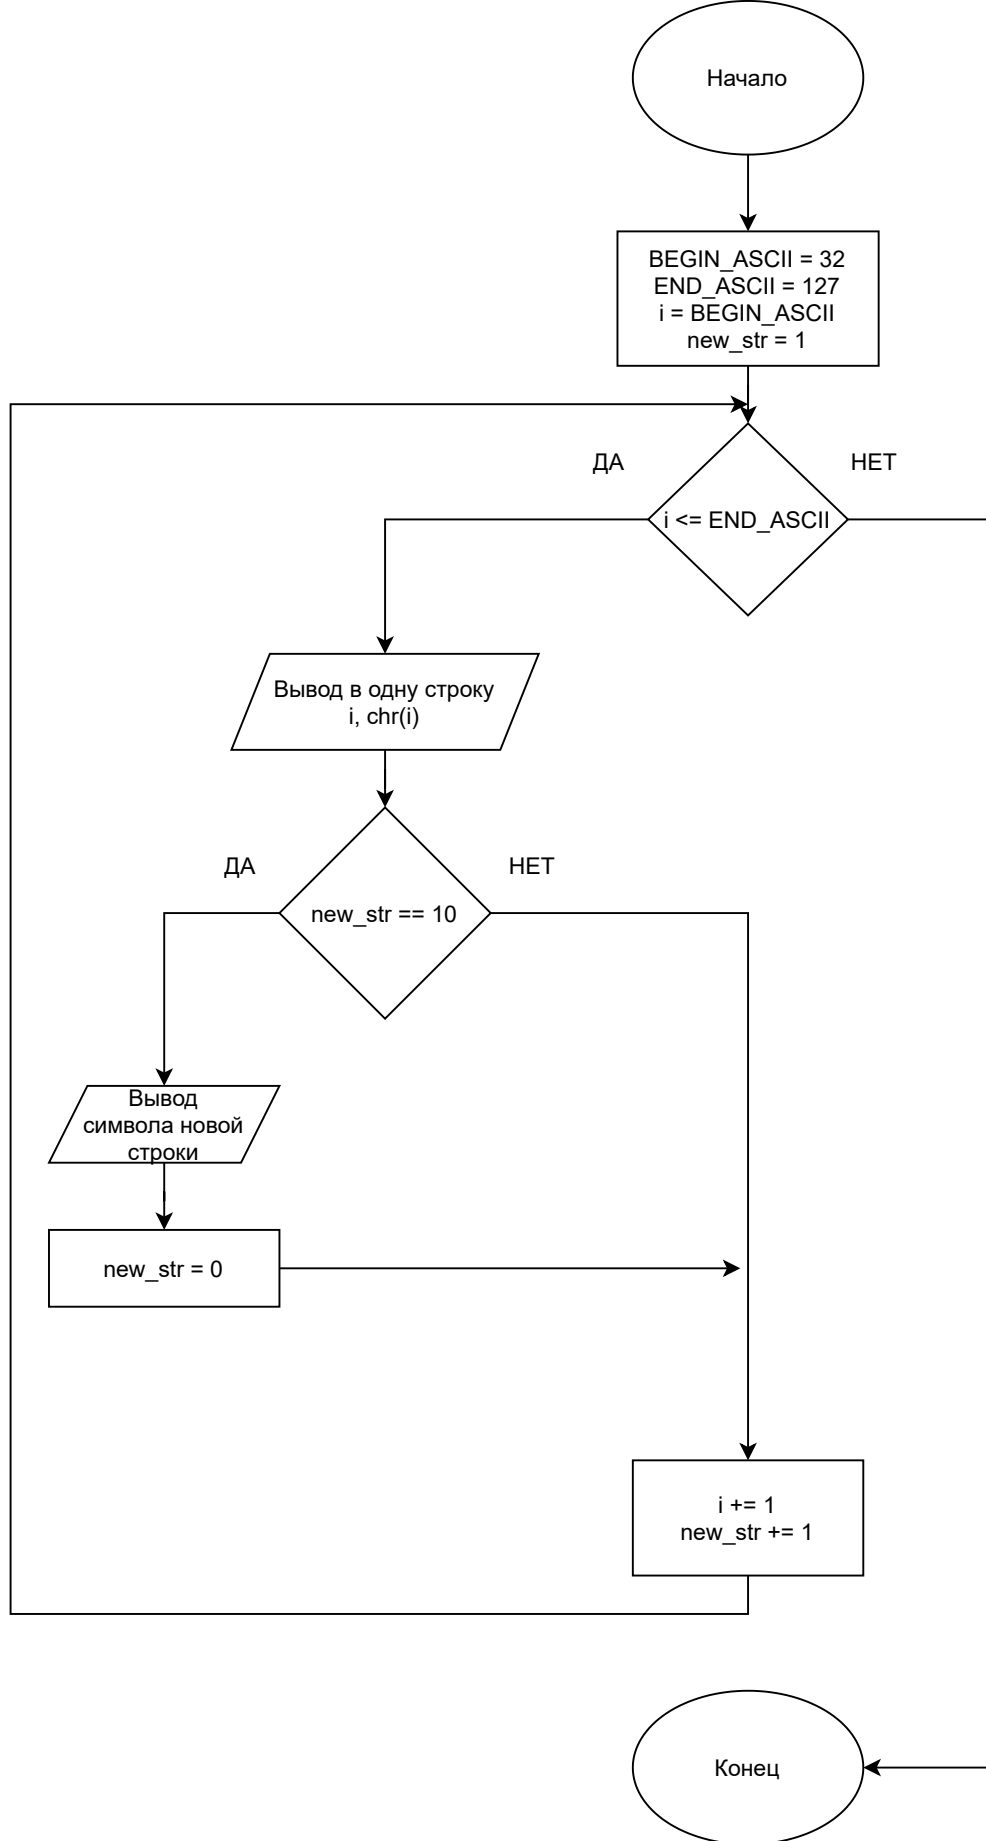 Начало
BEGIN_ASCII = 32
END_ASCII = 127
i = BEGIN_ASCII
new_str = 1
ДА
НЕТ
i <= END_ASCII
Вывод в одну строку
i, chr(i)
ДА
НЕТ
new_str == 10
Вывод
символа новой
строки
new_str = 0
i += 1
new_str += 1
Конец